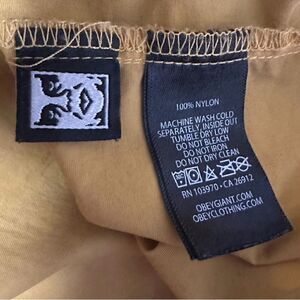 100% NYLON
MACHINE WASH COLD
SEPARATELY, INSIDE OUT
TUMBLE DRY LOW
DO NOT BLEACH
DO NOT IRON
DO NOT DRY CLEAN
RN 103970 • CA 26912
OBEYGIANT.COM
OBEYCLOTHING.COM